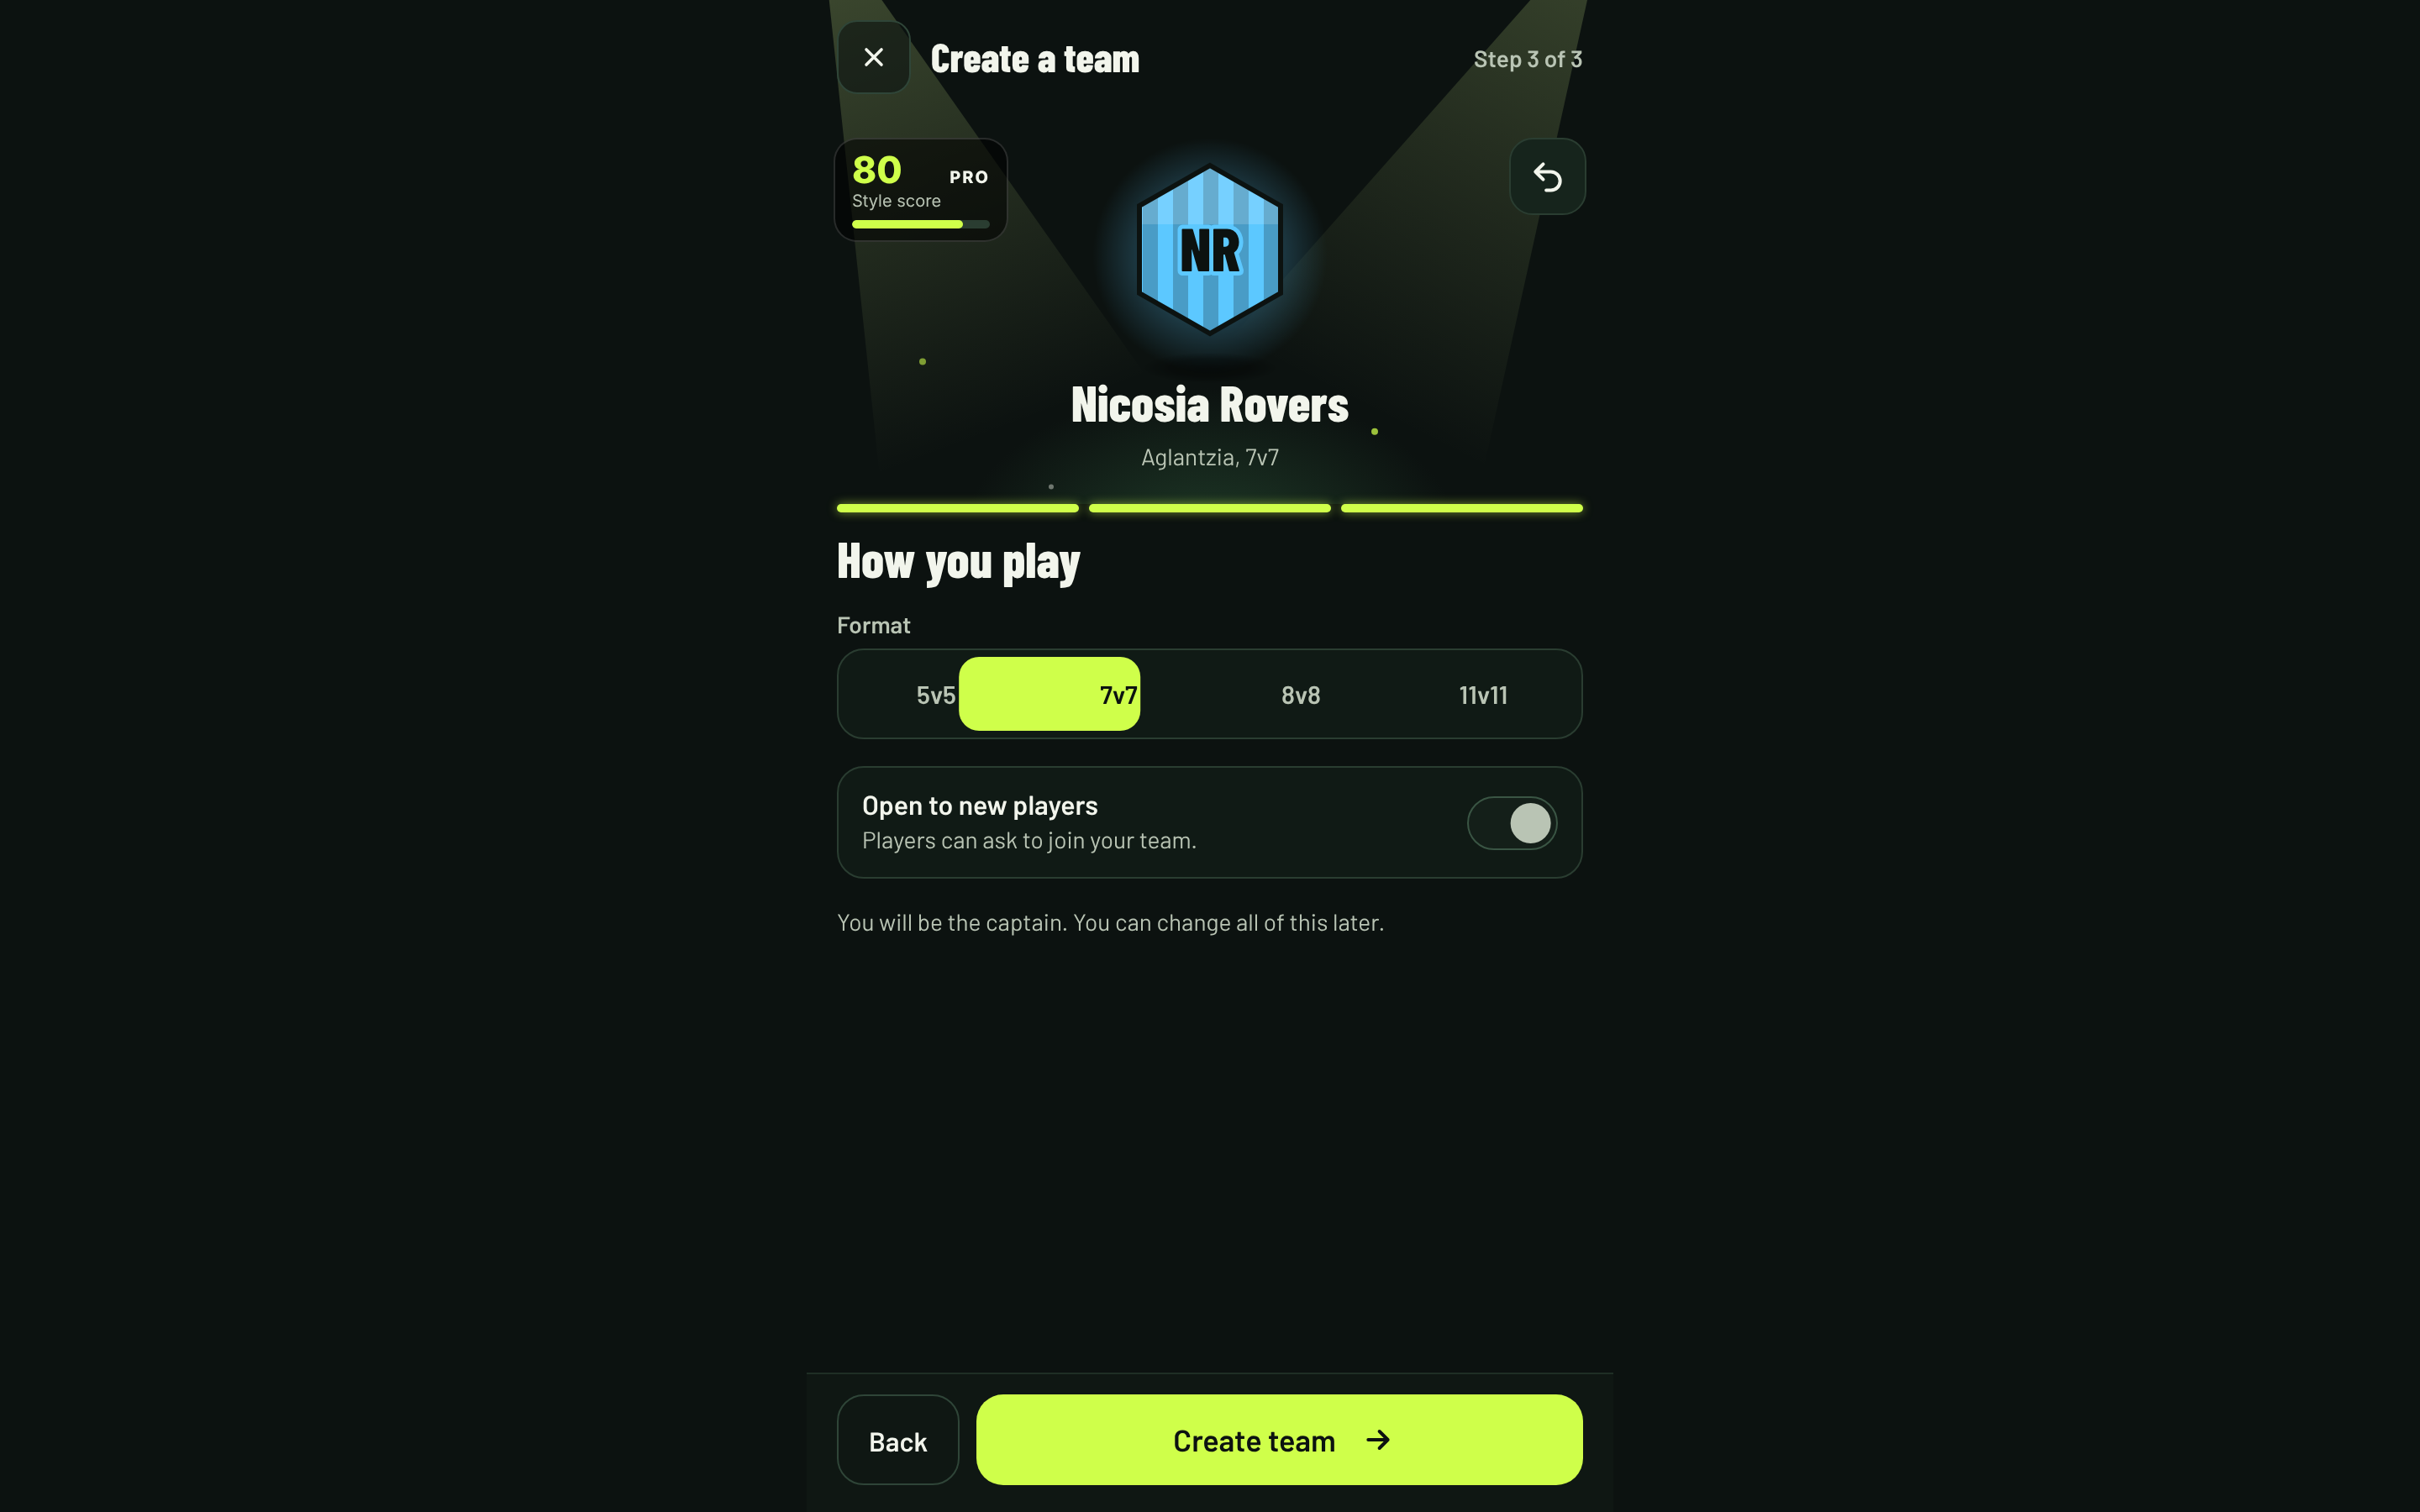 Create a team
Step 3 of 3
80
PRO
Style score
NR
Nicosia Rovers
Aglantzia, 7v7
How you play
Format
5v5
7v7
8v8
11v11
Open to new players
Players can ask to join your team.
You will be the captain. You can change all of this later.
Back
Create team